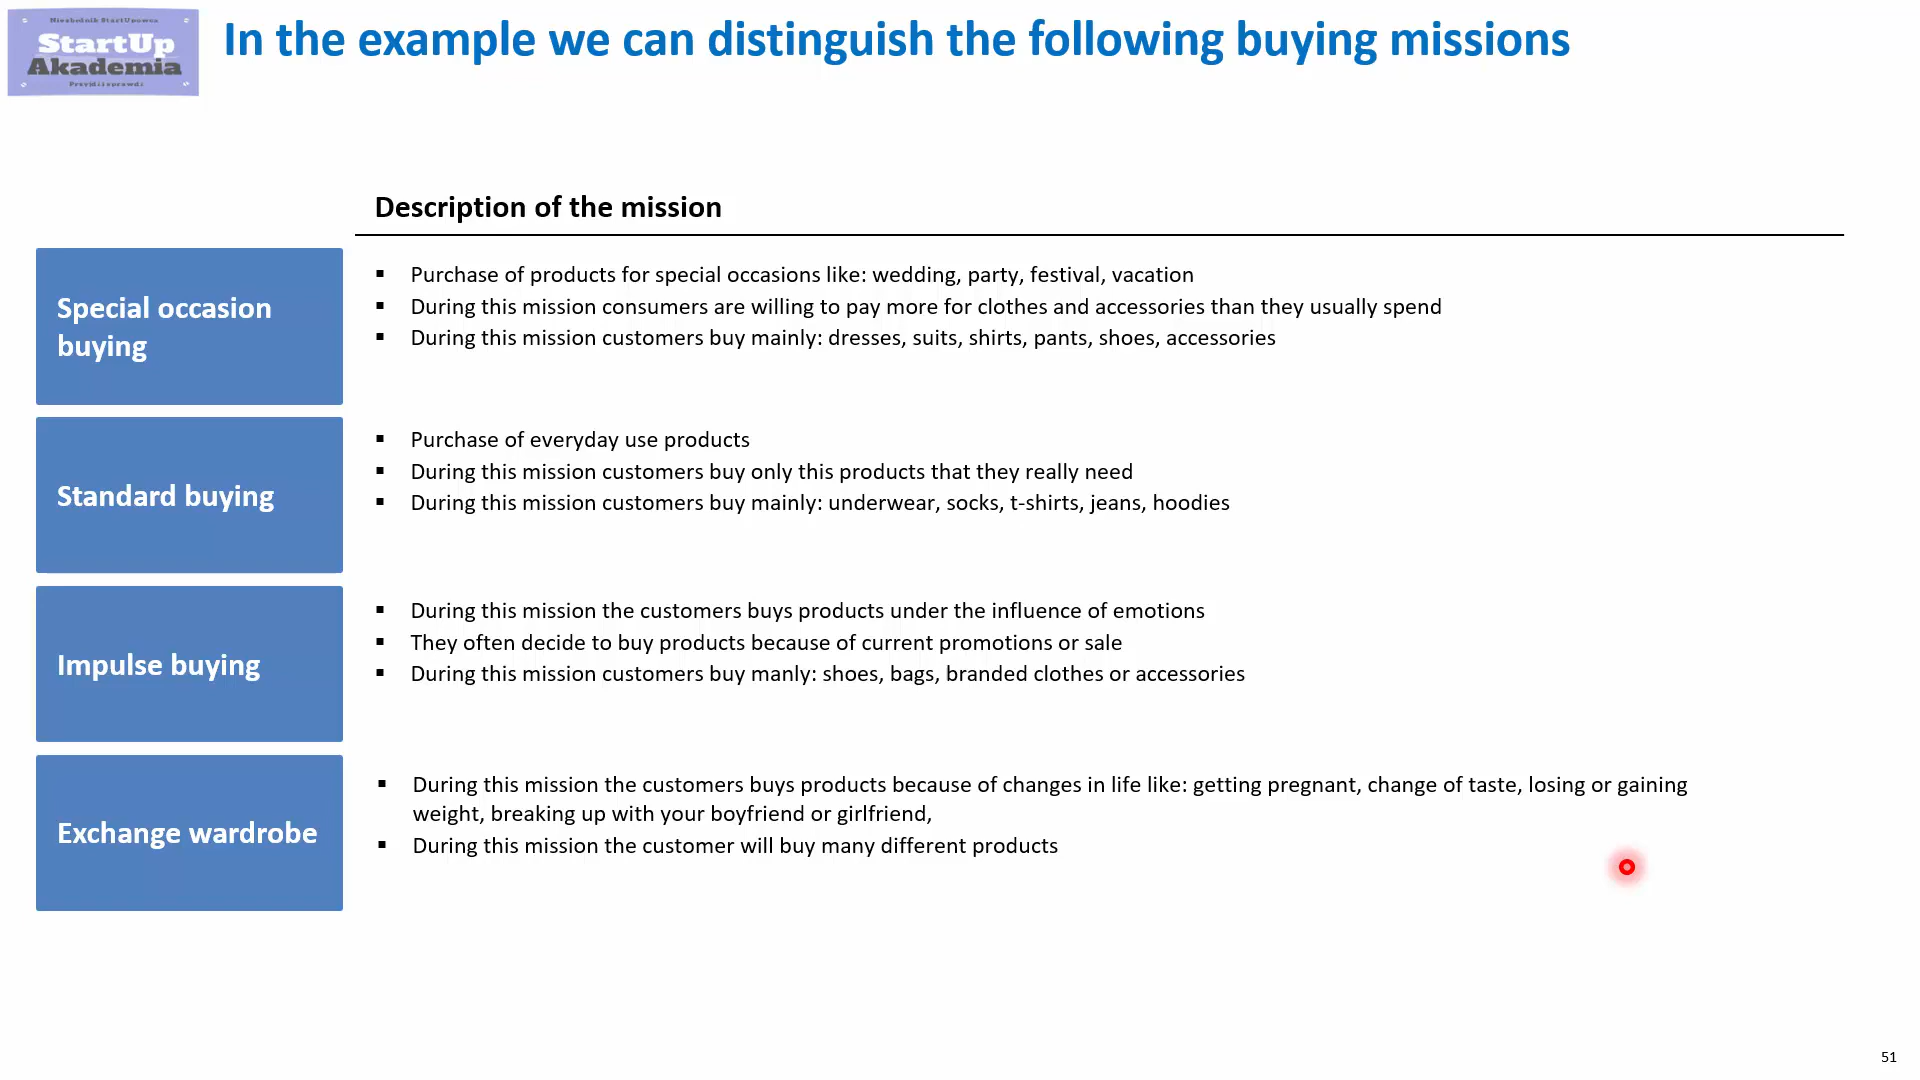 Niezbędnik StartUpowca
StartUp
Akademia
In the example we can distinguish the following buying missions
Description of the mission
Special occasion
buying
▪ Purchase of products for special occasions like: wedding, party, festival, vacation
▪ During this mission consumers are willing to pay more for clothes and accessories than they usually spend
▪ During this mission customers buy mainly: dresses, suits, shirts, pants, shoes, accessories
Standard buying
▪ Purchase of everyday use products
▪ During this mission customers buy only this products that they really need
▪ During this mission customers buy mainly: underwear, socks, t-shirts, jeans, hoodies
Impulse buying
▪ During this mission the customers buys products under the influence of emotions
▪ They often decide to buy products because of current promotions or sale
▪ During this mission customers buy manly: shoes, bags, branded clothes or accessories
Exchange wardrobe
▪ During this mission the customers buys products because of changes in life like: getting pregnant, change of taste, losing or gaining
weight, breaking up with your boyfriend or girlfriend,
▪ During this mission the customer will buy many different products
51